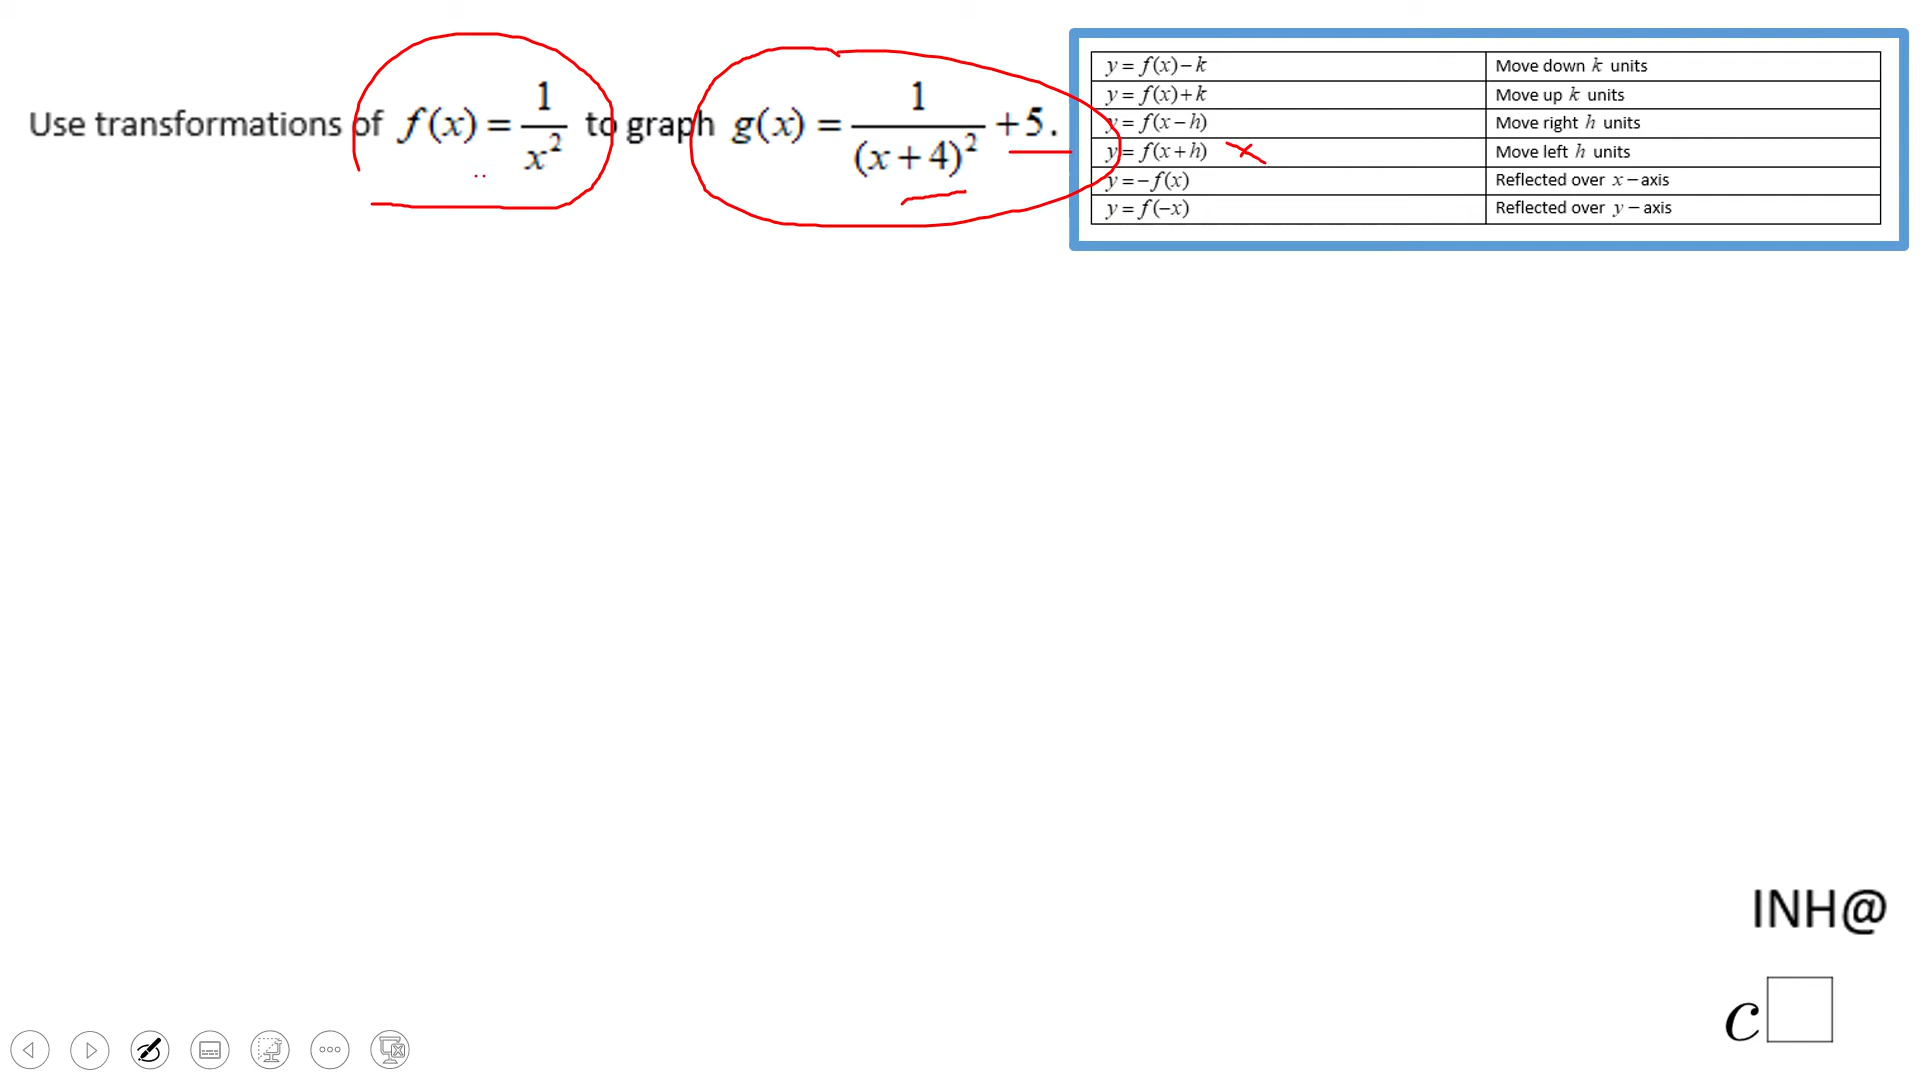 Use transformations of f(x) = 1/x² to graph g(x) = 1/(x+4)² + 5.
y = f(x) − k Move down k units
y = f(x) + k Move up k units
y = f(x − h) Move right h units
y = f(x + h) Move left h units
y = −f(x) Reflected over x − axis
y = f(−x) Reflected over y − axis
INH@
c